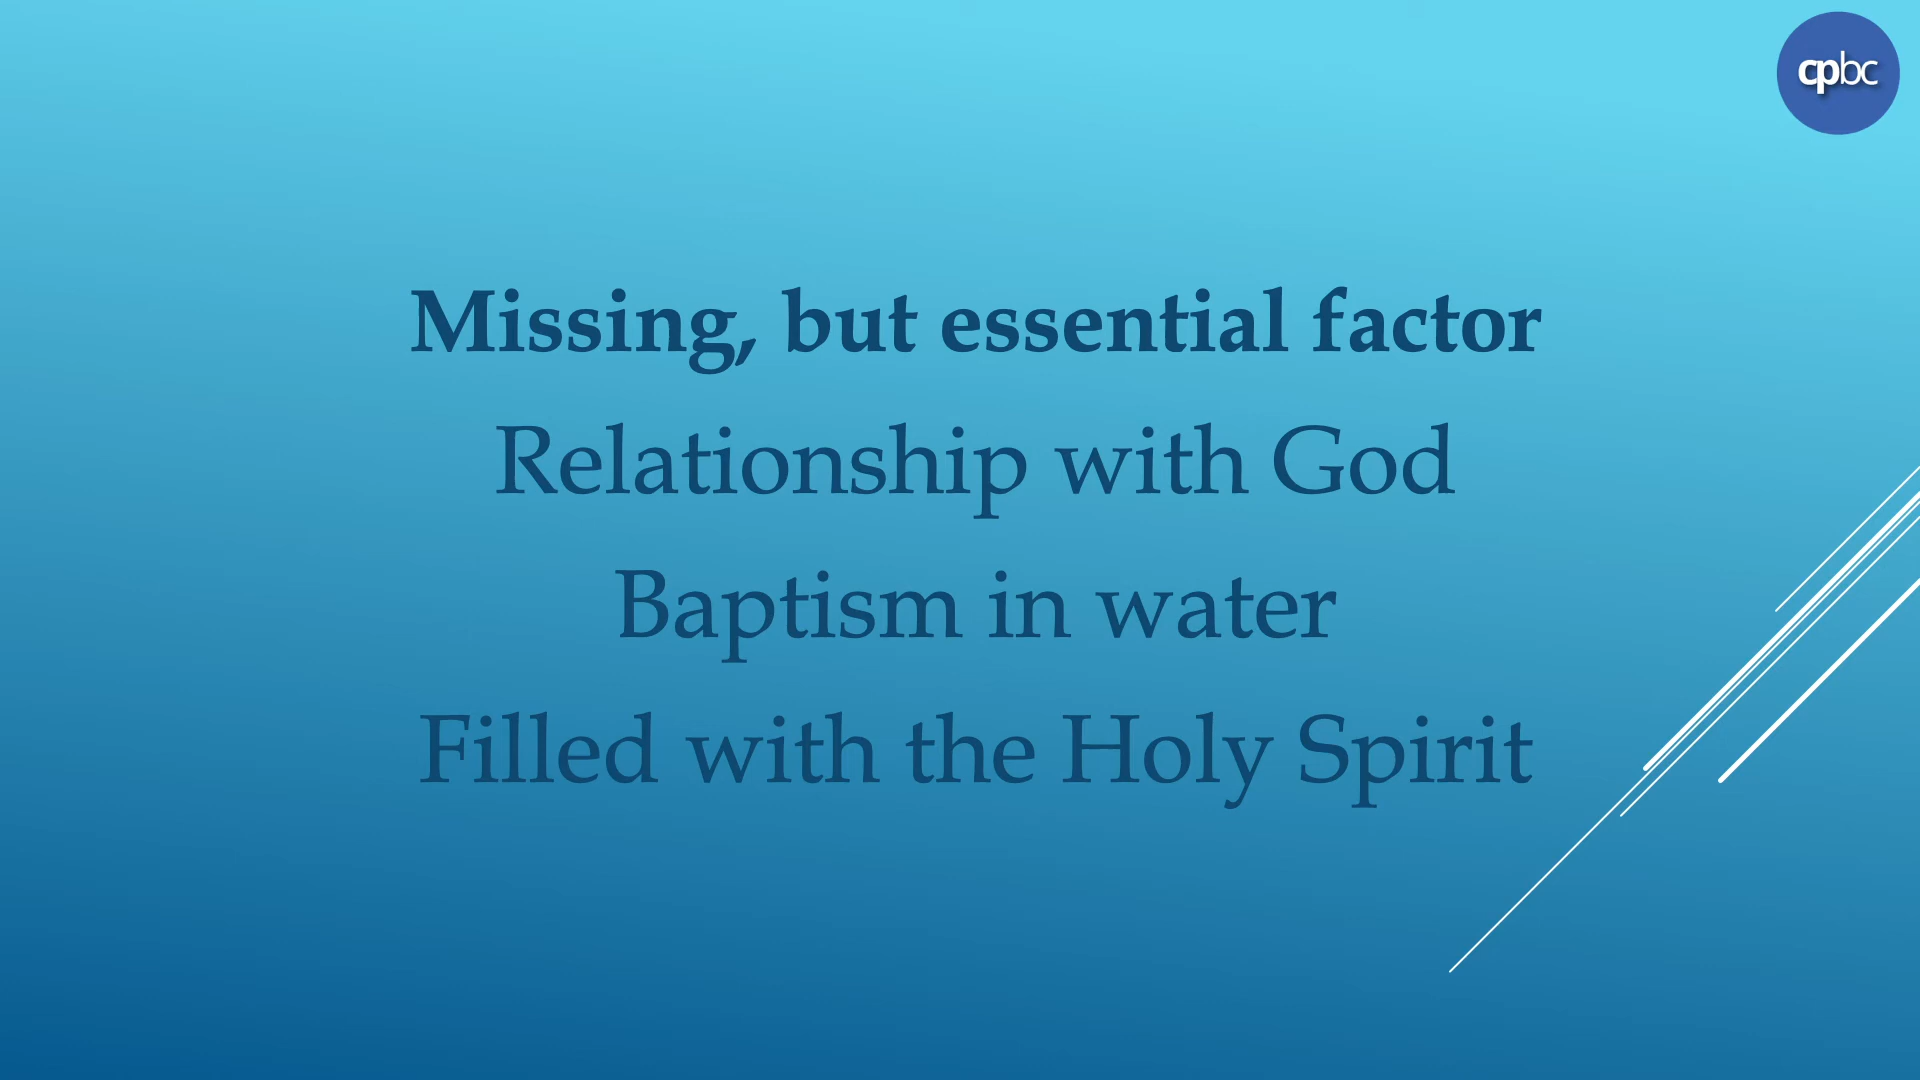 cpbc
Missing, but essential factor
Relationship with God
Baptism in water
Filled with the Holy Spirit